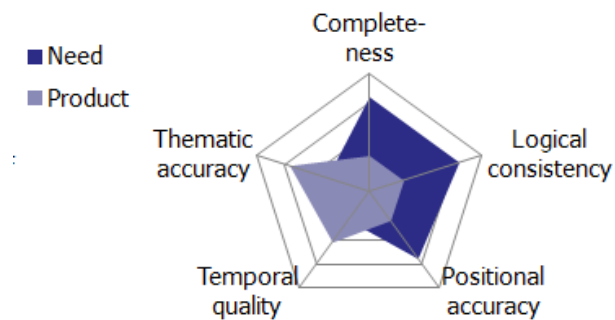 Complete-
ness
Need
Product
Thematic
accuracy
:
Logical
consistency
Temporal
quality
Positional
accuracy